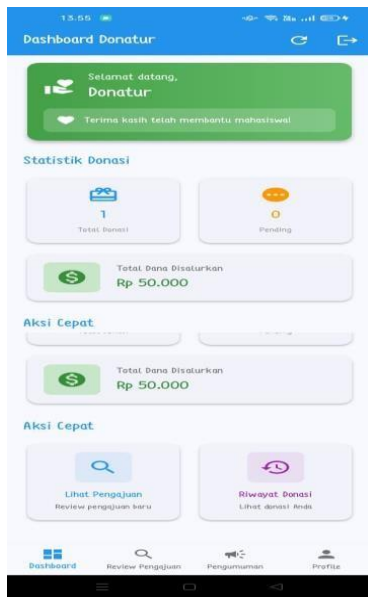 13.55
Dashboard Donatur
Selamat datang,
Donatur
Terima kasih telah membantu mahasiswa!
Statistik Donasi
1
0
Total Donasi
Pending
Total Dana Disalurkan
Rp 50.000
Aksi Cepat
Total Dana Disalurkan
Rp 50.000
Aksi Cepat
Lihat Pengajuan
Riwayat Donasi
Review pengajuan baru
Lihat donasi Anda
Dashboard
Review Pengajuan
Pengumuman
Profile